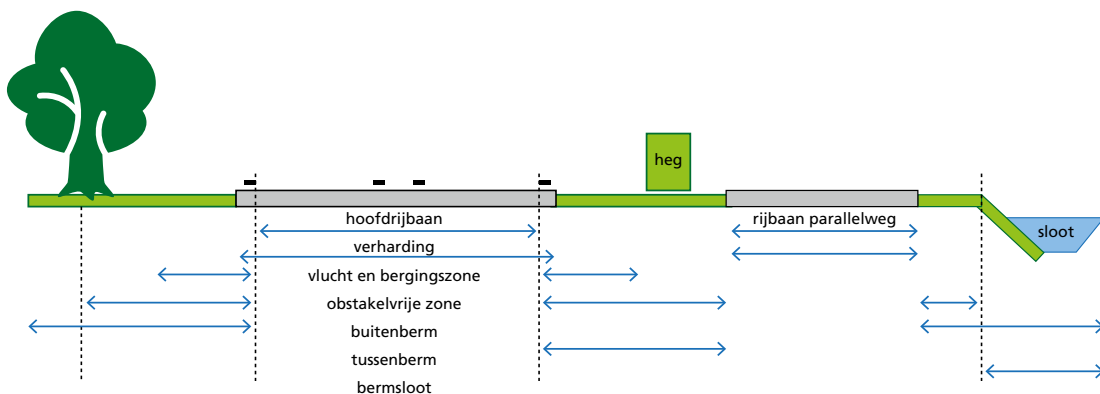 heg
hoofdrijbaan
rijbaan parallelweg
sloot
verharding
vlucht en bergingszone
obstakelvrije zone
buitenberm
tussenberm
bermsloot